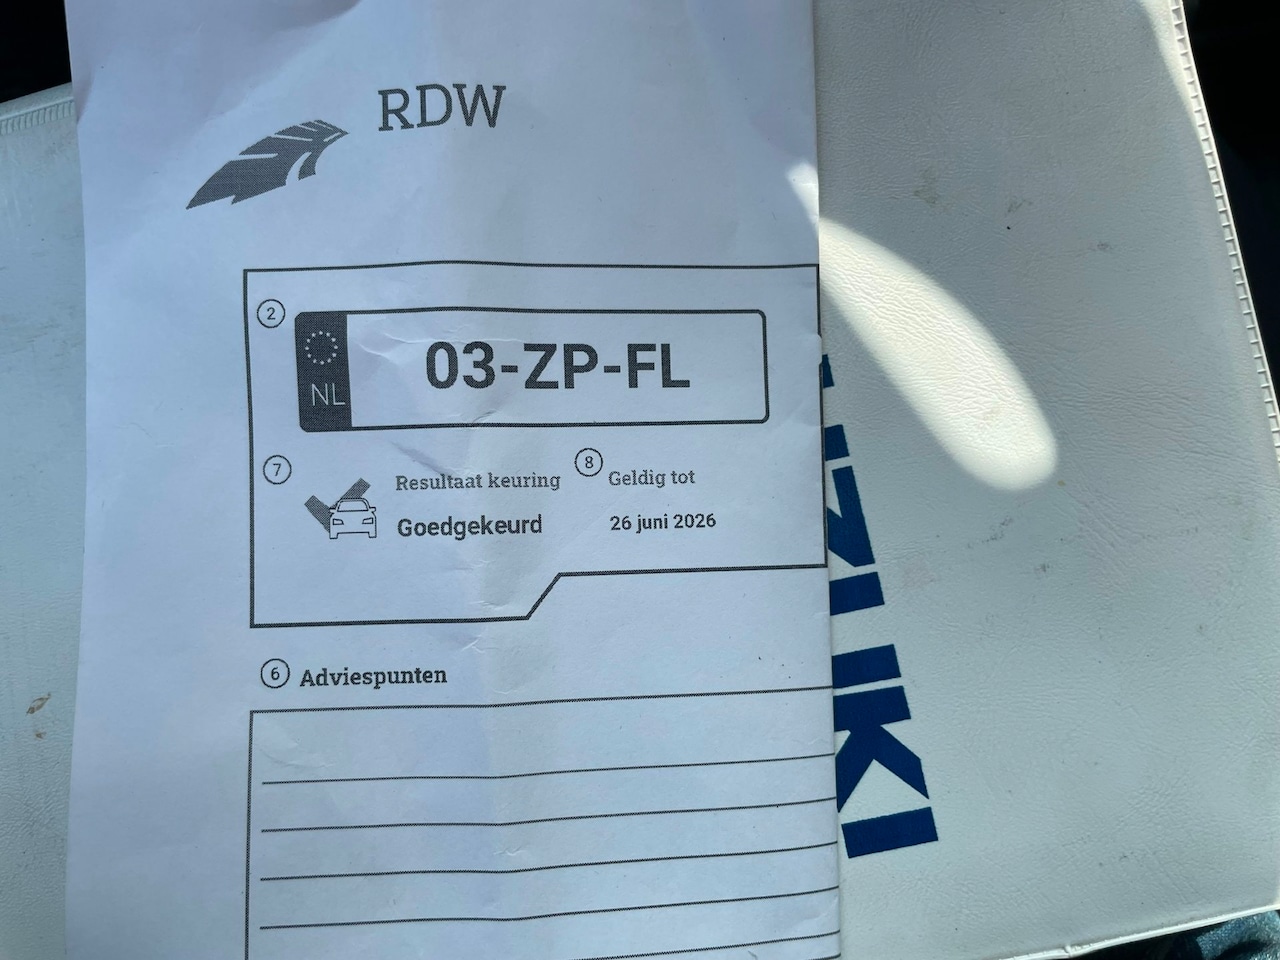 RDW
2
NL
03-ZP-FL
7
Resultaat keuring
8
Geldig tot
Goedgekeurd
26 juni 2026
6 Adviespunten